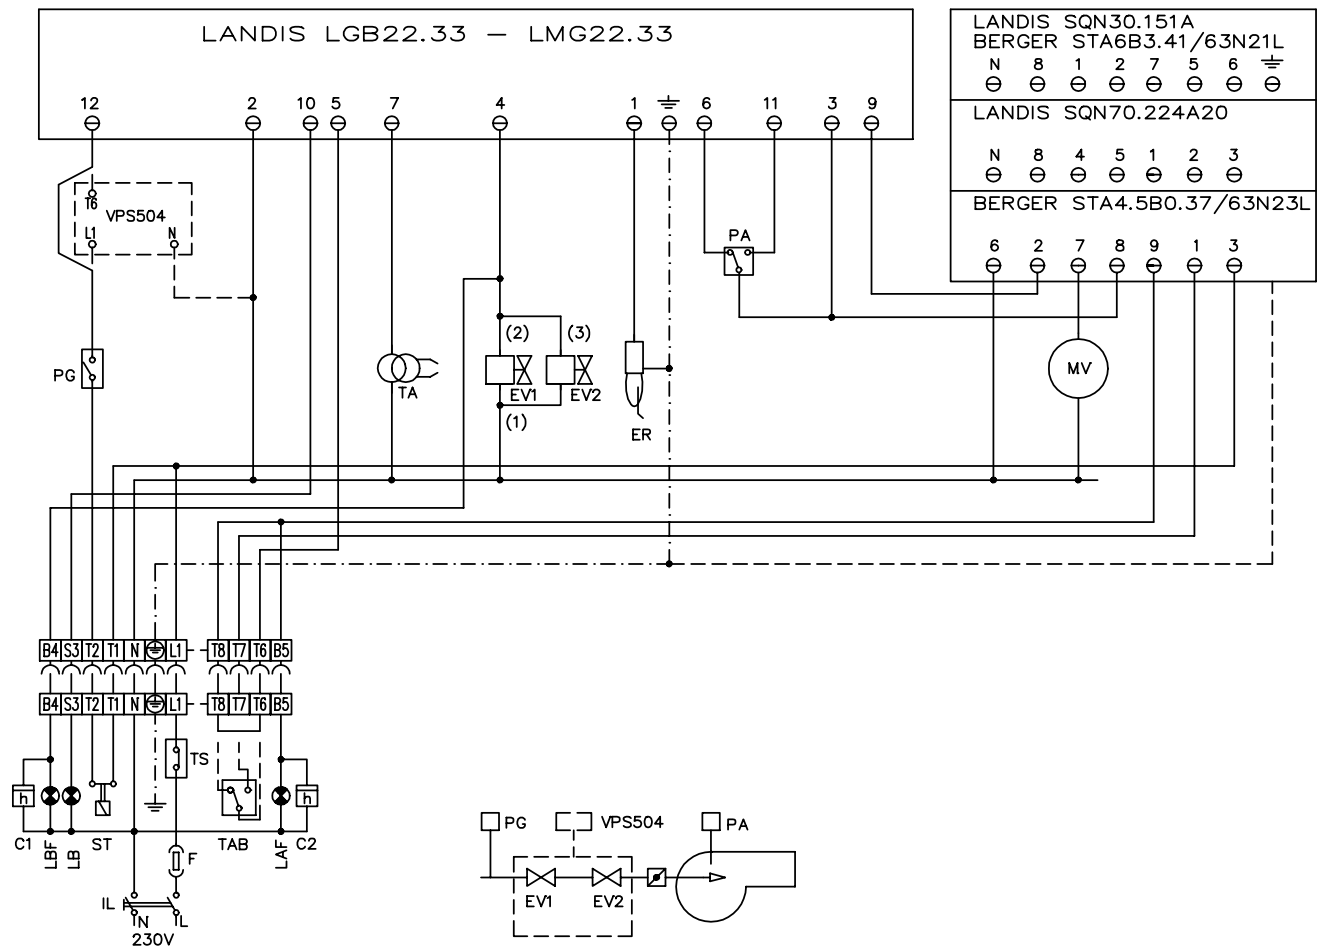 LANDIS LGB22.33 – LMG22.33
12 2 10 5 7 4 1 6 11 3 9
LANDIS SQN30.151A
BERGER STA6B3.41/63N21L
N 8 1 2 7 5 6
LANDIS SQN70.224A20
N 8 4 5 1 2 3
BERGER STA4.5B0.37/63N23L
6 2 7 8 9 1 3
T6
VPS504
L1 N
PA
PG
TA
(2) (3)
EV1 EV2
(1)
ER
MV
B4 S3 T2 T1 N L1 T8 T7 T6 B5
B4 S3 T2 T1 N L1 T8 T7 T6 B5
TS
h h
C1 LBF LB ST TAB LAF C2
F
IL
N L
230V
PG VPS504 PA
EV1 EV2